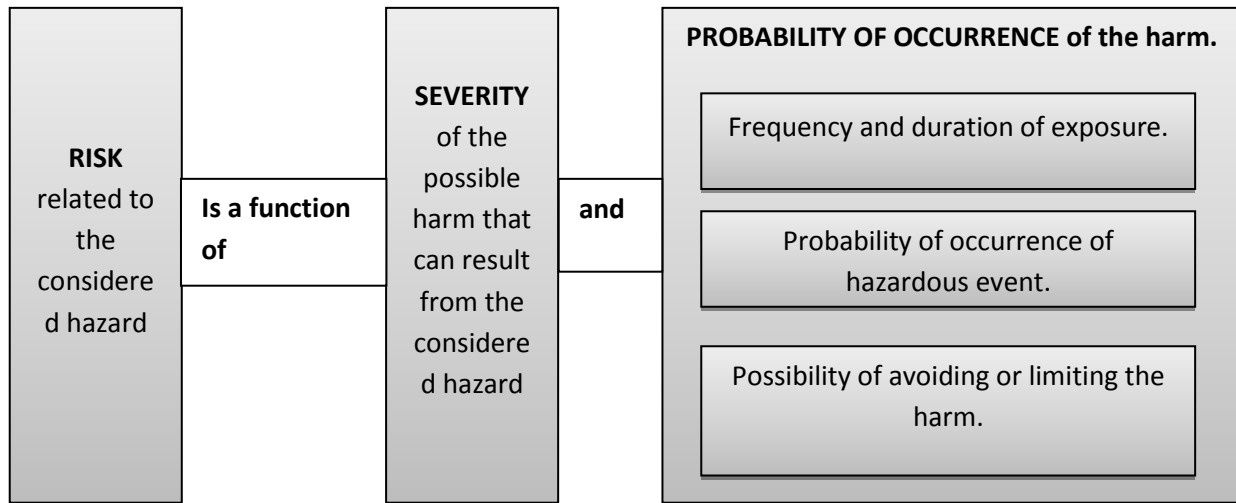 RISK
related to
the
considere
d hazard
Is a function
of
SEVERITY
of the
possible
harm that
can result
from the
considere
d hazard
and
PROBABILITY OF OCCURRENCE of the harm.
Frequency and duration of exposure.
Probability of occurrence of
hazardous event.
Possibility of avoiding or limiting the
harm.